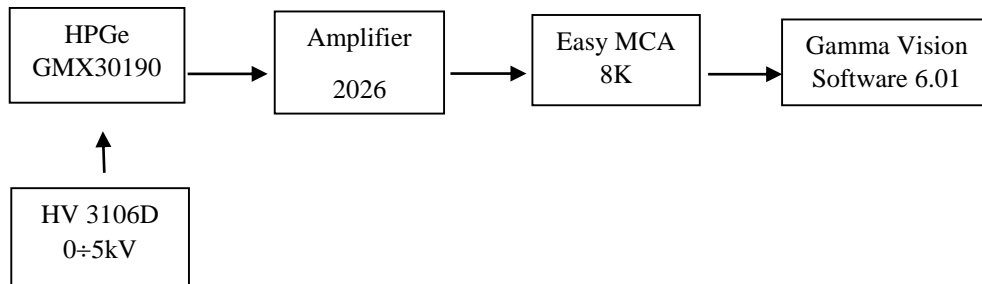 HPGe
GMX30190
Amplifier
2026
Easy MCA
8K
Gamma Vision
Software 6.01
HV 3106D
0÷5kV